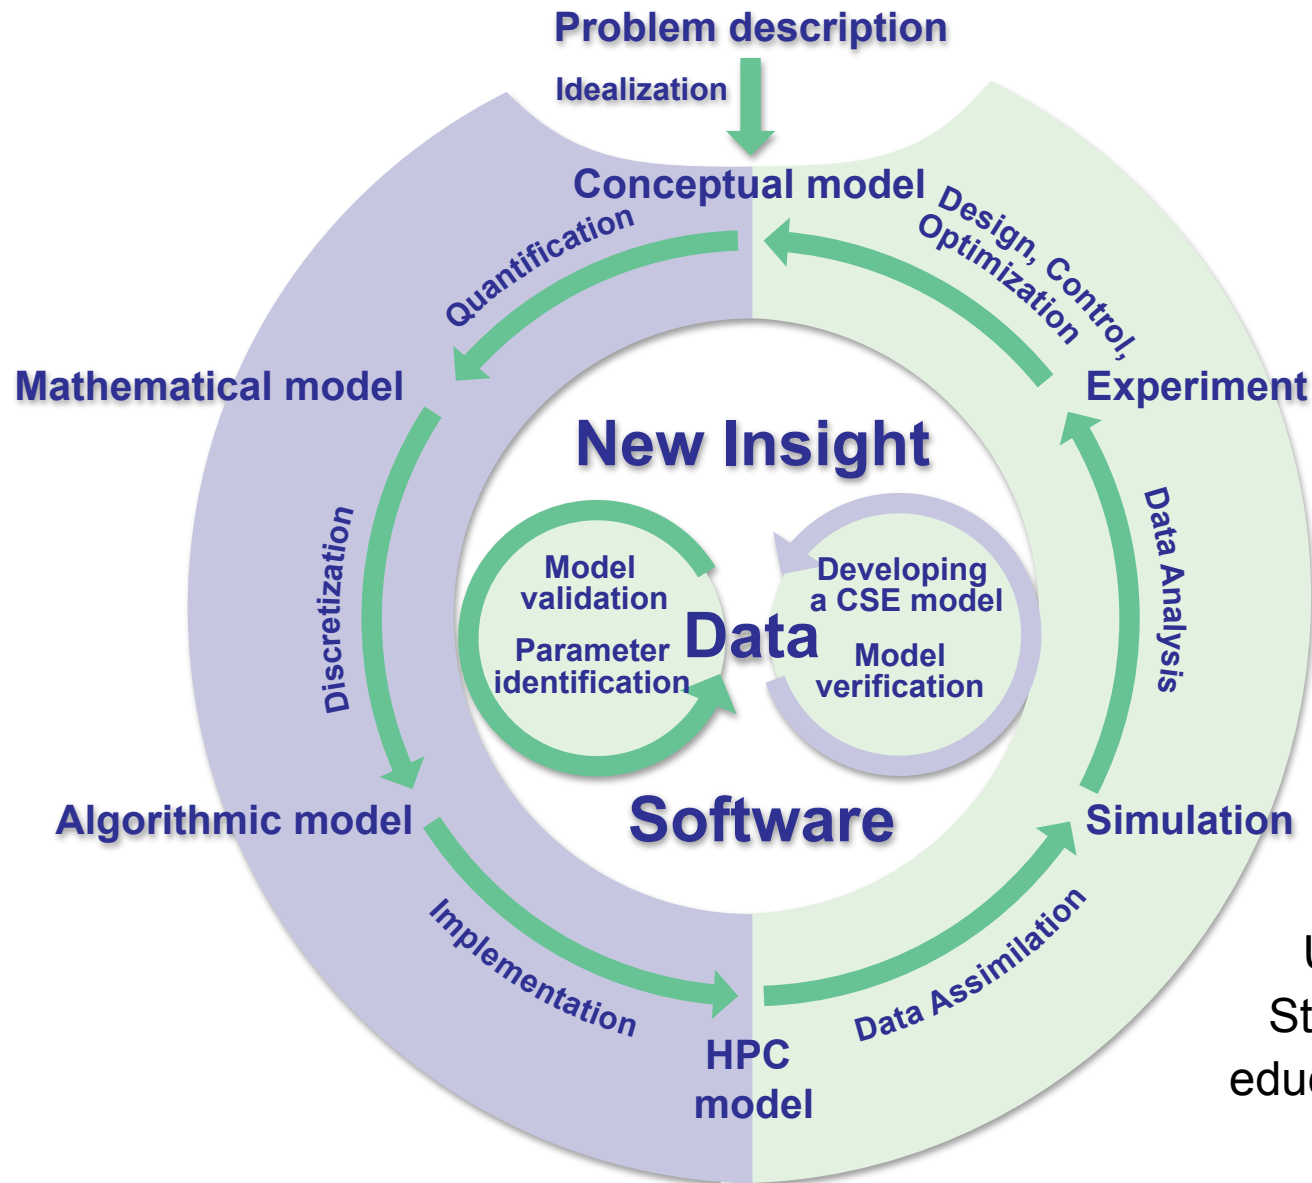 Problem description
Idealization
Conceptual model
Quantification
Design, Control,
Optimization
Mathematical model
Experiment
New Insight
Discretization
Model
validation
Parameter
identification
Data
Developing
a CSE model
Model
verification
Data Analysis
Algorithmic model
Software
Simulation
Implementation
Data Assimilation
HPC
model